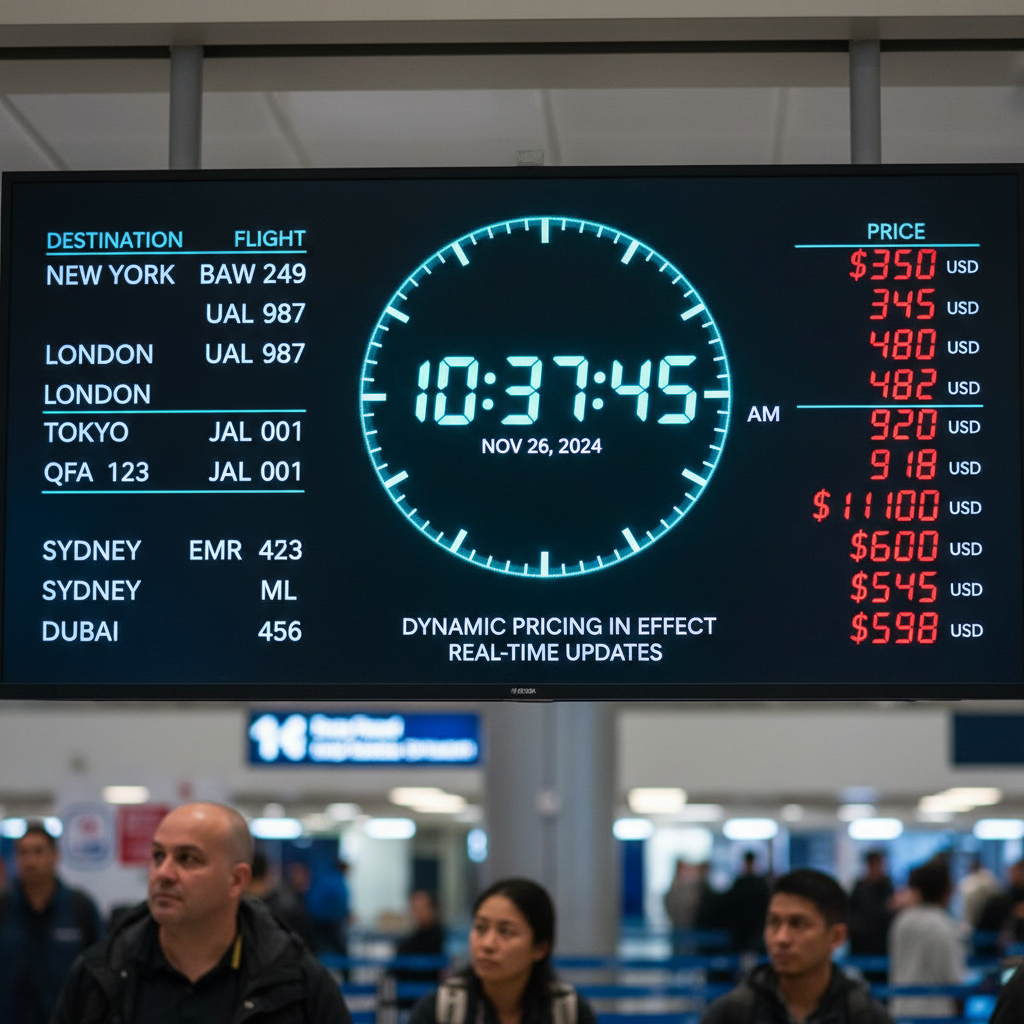 DESTINATION FLIGHT
NEW YORK BAW 249
UAL 987
LONDON UAL 987
LONDON
TOKYO JAL 001
QFA 123 JAL 001
SYDNEY EMR 423
SYDNEY ML
DUBAI 456
10:37:45 AM
NOV 26, 2024
DYNAMIC PRICING IN EFFECT
REAL-TIME UPDATES
PRICE
$350 USD
345 USD
480 USD
482 USD
920 USD
918 USD
$11100 USD
$600 USD
$545 USD
$598 USD